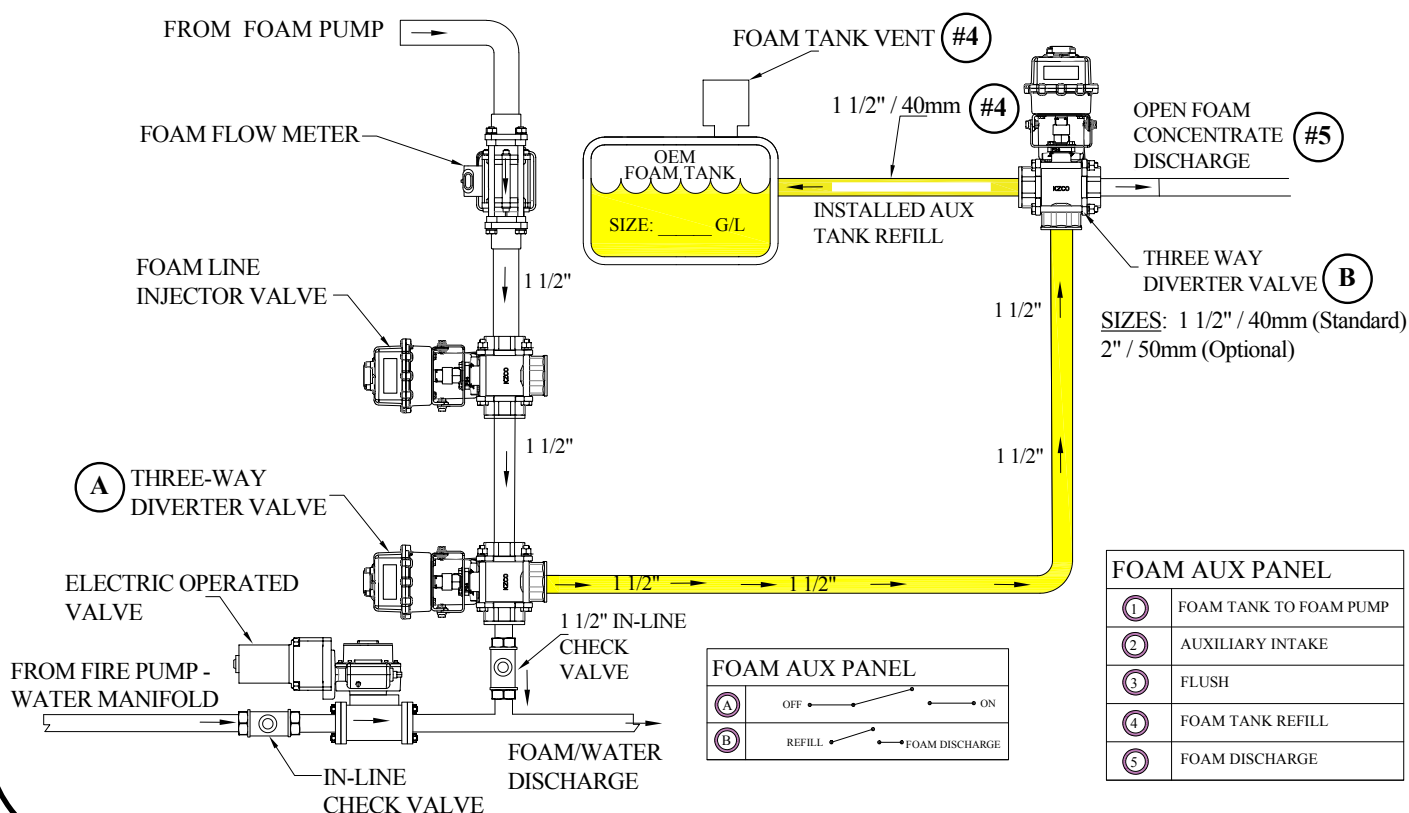 FROM FOAM PUMP
FOAM TANK VENT
#4
1 1/2" / 40mm
#4
OPEN FOAM
CONCENTRATE
DISCHARGE
#5
FOAM FLOW METER
OEM
FOAM TANK
SIZE: ______ G/L
INSTALLED AUX
TANK REFILL
KZCO
THREE WAY
DIVERTER VALVE
B
SIZES: 1 1/2" / 40mm (Standard)
2" / 50mm (Optional)
FOAM LINE
INJECTOR VALVE
1 1/2"
1 1/2"
KZCO
1 1/2"
1 1/2"
A
THREE-WAY
DIVERTER VALVE
KZCO
1 1/2"
1 1/2"
ELECTRIC OPERATED
VALVE
1 1/2" IN-LINE
CHECK
VALVE
FROM FIRE PUMP -
WATER MANIFOLD
FOAM/WATER
DISCHARGE
IN-LINE
CHECK VALVE
FOAM AUX PANEL
A OFF ON
B REFILL FOAM DISCHARGE
FOAM AUX PANEL
1 FOAM TANK TO FOAM PUMP
2 AUXILIARY INTAKE
3 FLUSH
4 FOAM TANK REFILL
5 FOAM DISCHARGE